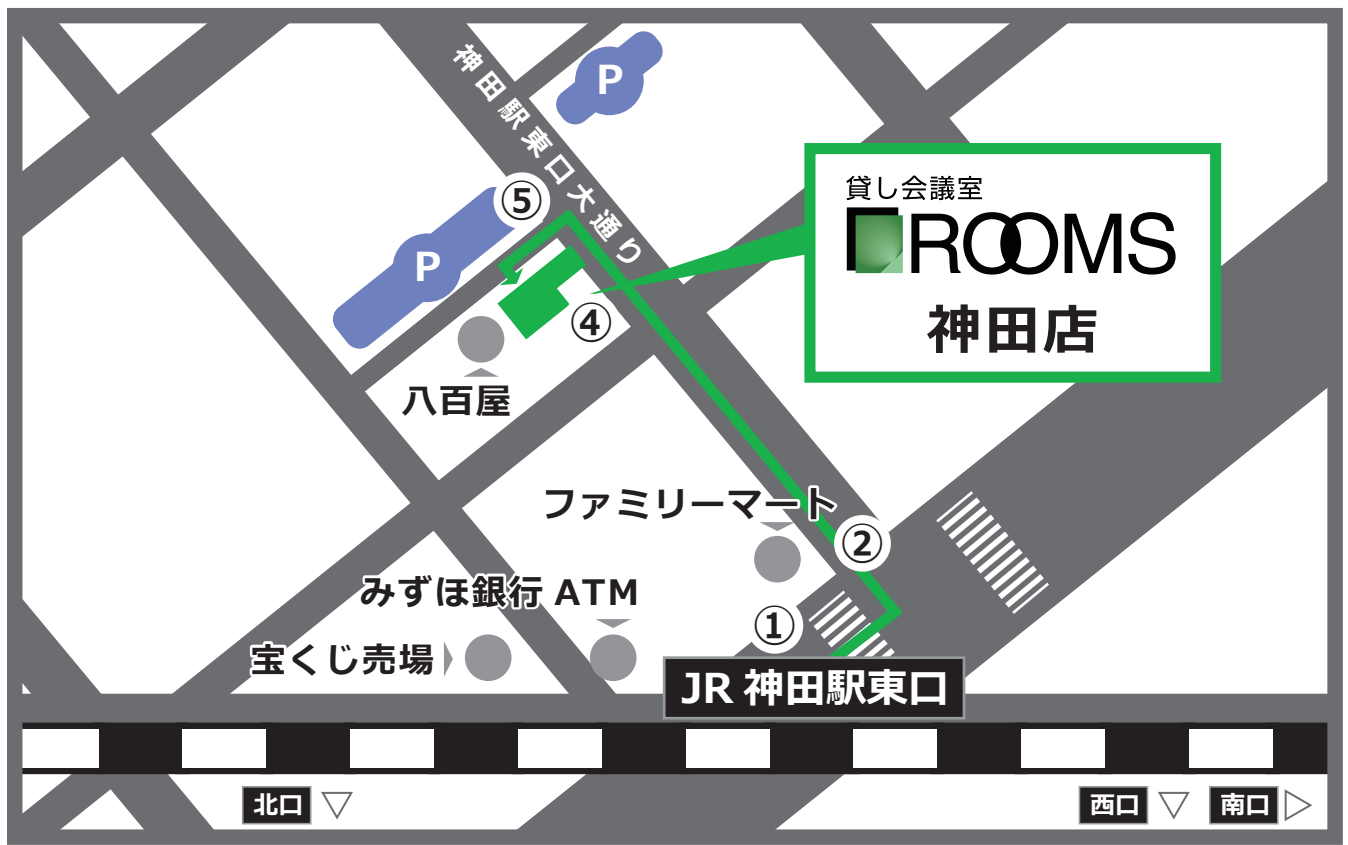 神田駅東口大通り
P
P
⑤
貸し会議室
ROOMS
神田店
④
八百屋
ファミリーマート
②
みずほ銀行 ATM
①
宝くじ売場
JR 神田駅東口
北口
西口
南口